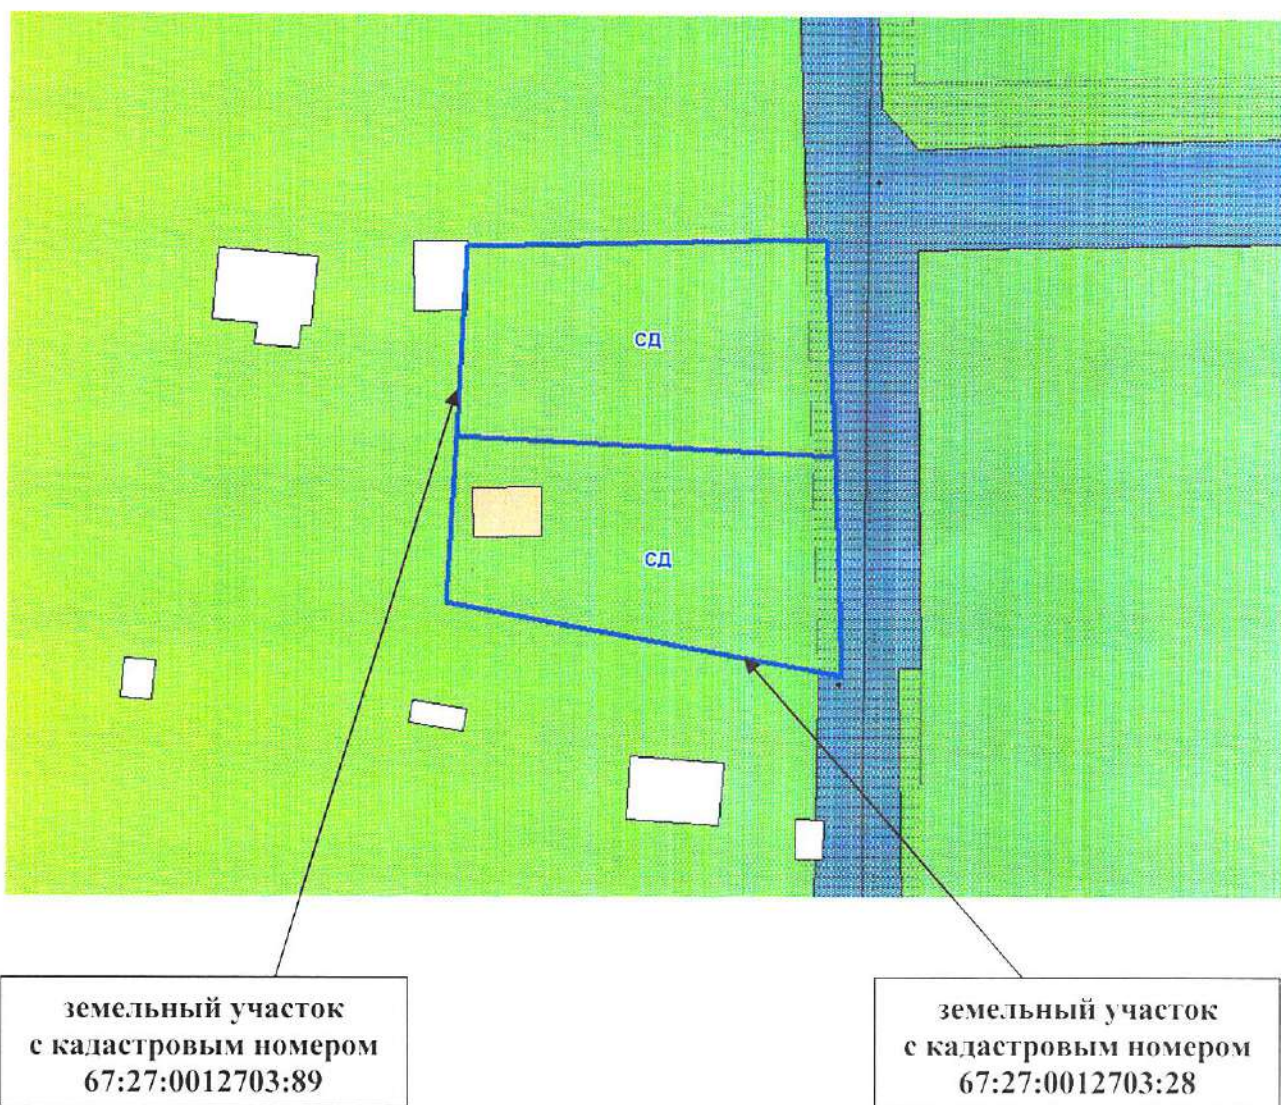 СД
СД
земельный участок
с кадастровым номером
67:27:0012703:89
земельный участок
с кадастровым номером
67:27:0012703:28